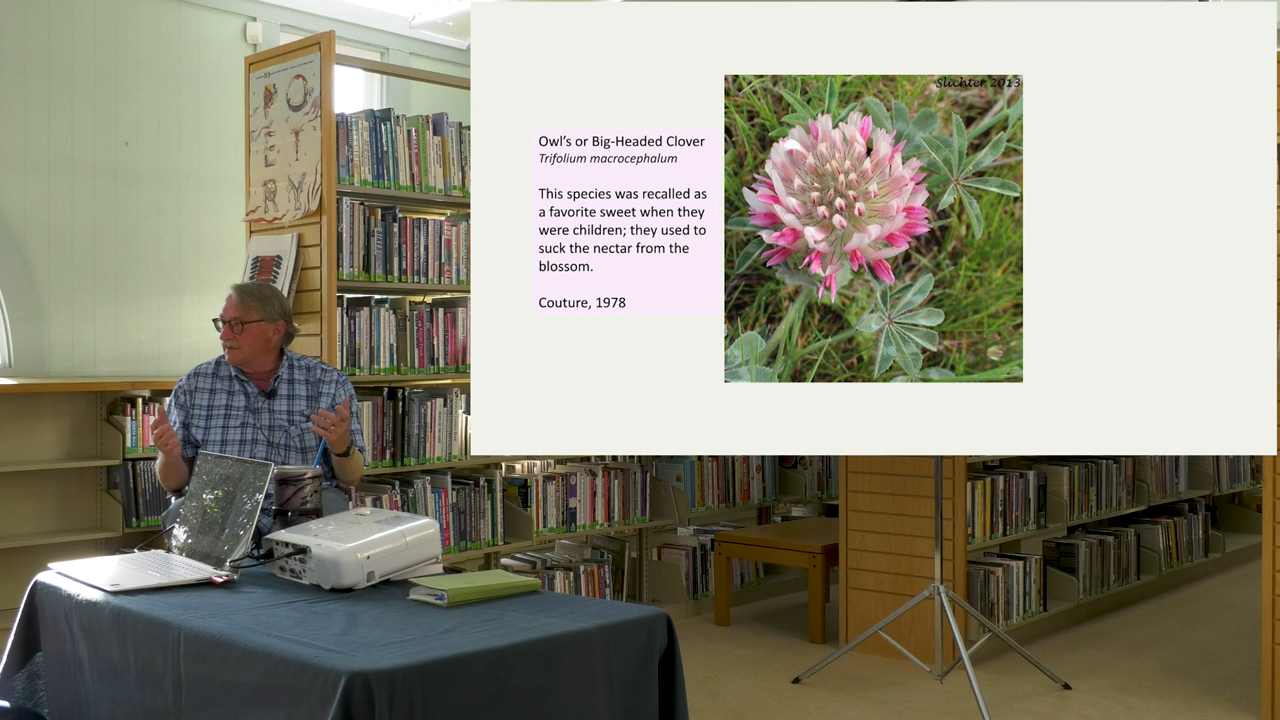 Slichter 2013
Owl's or Big-Headed Clover
Trifolium macrocephalum
This species was recalled as
a favorite sweet when they
were children; they used to
suck the nectar from the
blossom.
Couture, 1978